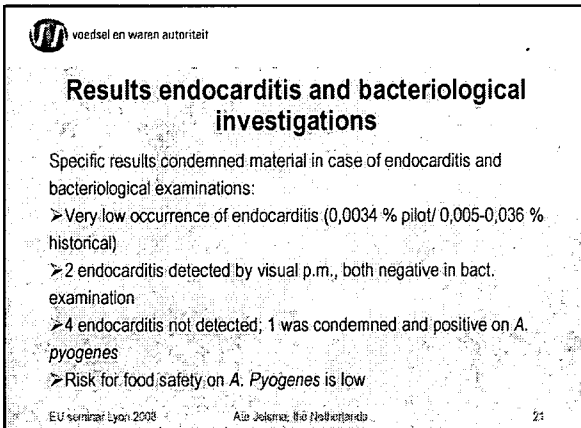 voedsel en waren autoriteit
Results endocarditis and bacteriological
investigations
Specific results condemned material in case of endocarditis and
bacteriological examinations:
➢Very low occurrence of endocarditis (0,0034 % pilot/ 0,005-0,036 %
historical)
➢2 endocarditis detected by visual p.m., both negative in bact.
examination
➢4 endocarditis not detected; 1 was condemned and positive on A.
pyogenes
➢Risk for food safety on A. Pyogenes is low
EU seminar Lyon 2008 Ate Jelsma, the Netherlands 21